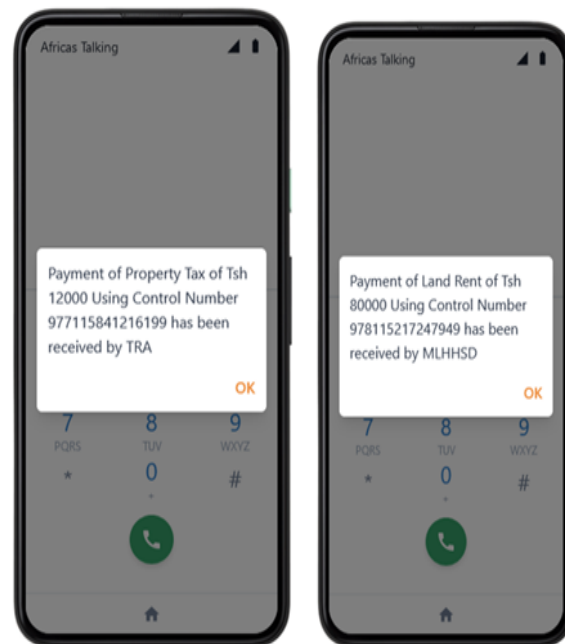 Africas Talking
Payment of Property Tax of Tsh
12000 Using Control Number
977115841216199 has been
received by TRA
OK
7 8 9
PQRS TUV WXYZ
* 0 #
+
Africas Talking
Payment of Land Rent of Tsh
80000 Using Control Number
978115217247949 has been
received by MLHHSD
OK
7 8 9
PQRS TUV WXYZ
* 0 #
+